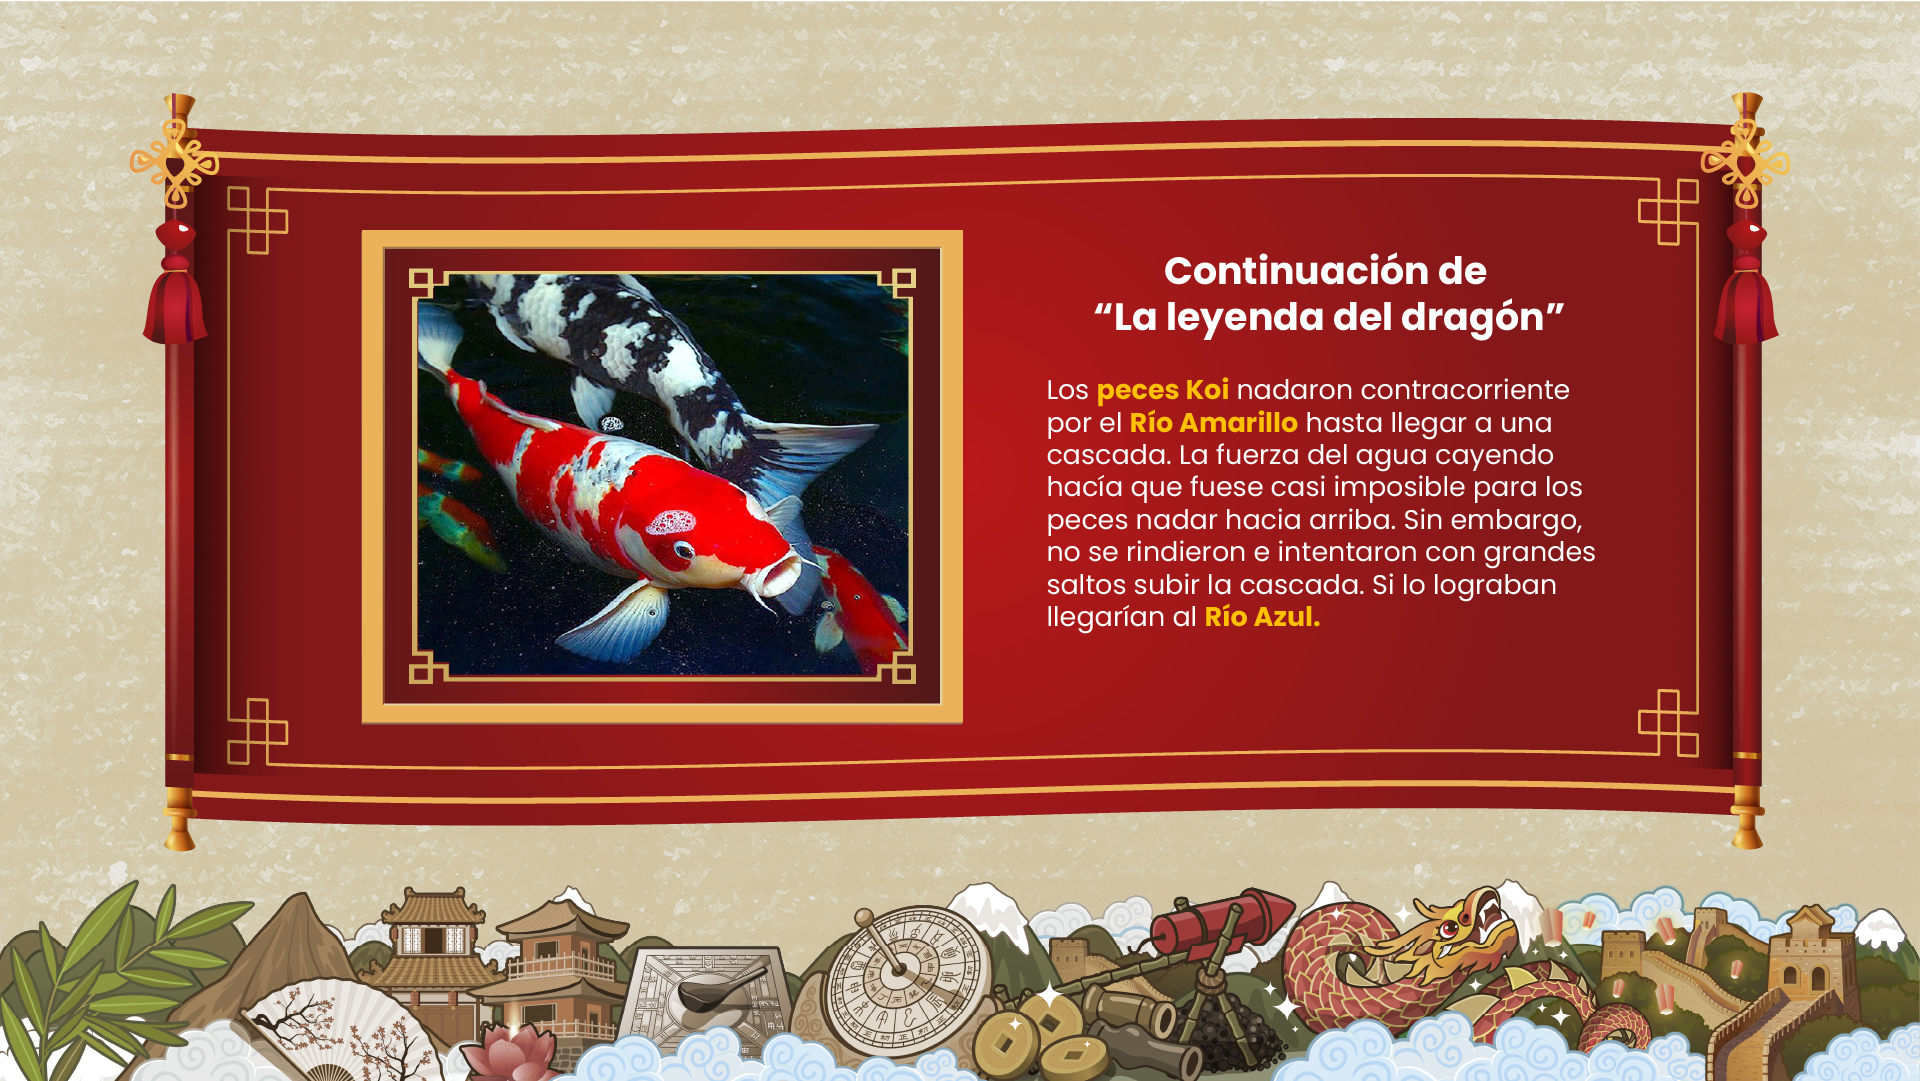 Continuación de
“La leyenda del dragón”
Los peces Koi nadaron contracorriente
por el Río Amarillo hasta llegar a una
cascada. La fuerza del agua cayendo
hacía que fuese casi imposible para los
peces nadar hacia arriba. Sin embargo,
no se rindieron e intentaron con grandes
saltos subir la cascada. Si lo lograban
llegarían al Río Azul.